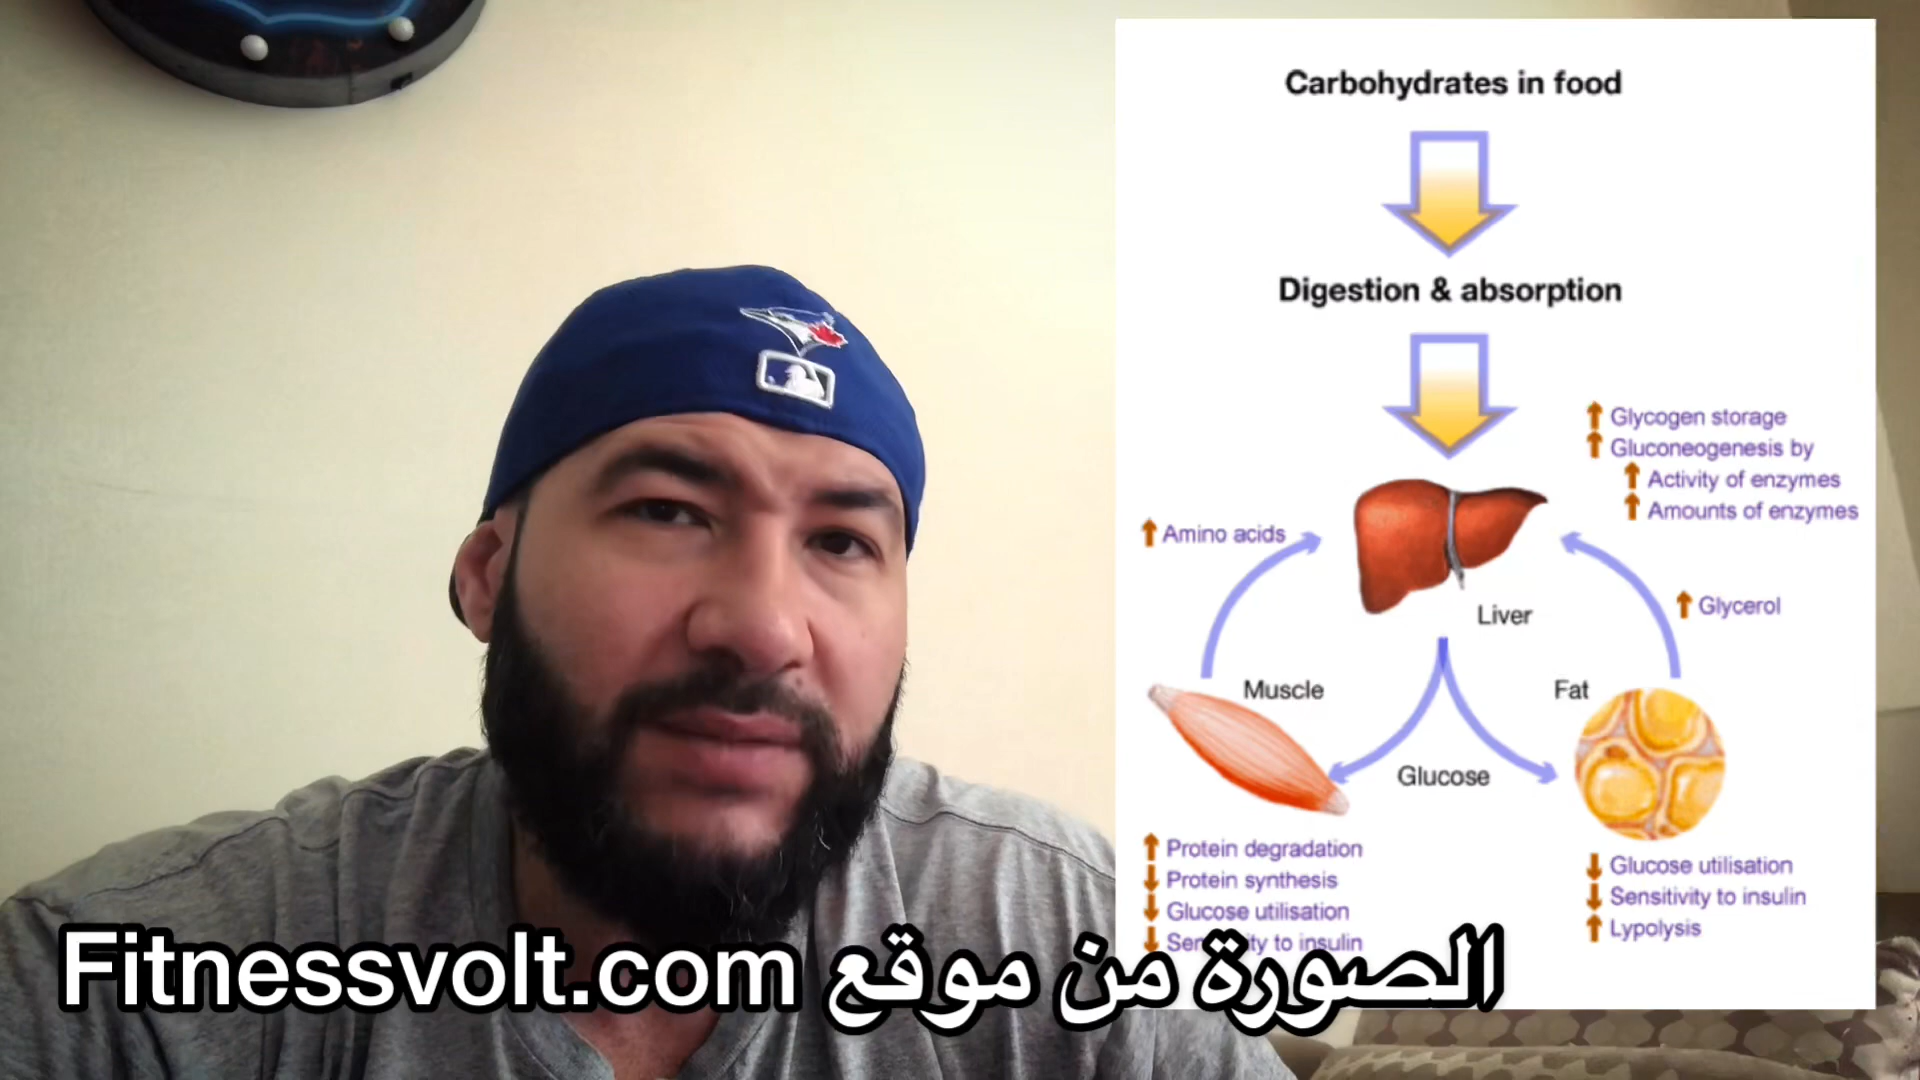 Carbohydrates in food
Digestion & absorption
Glycogen storage
Gluconeogenesis by
Activity of enzymes
Amounts of enzymes
Amino acids
Glycerol
Liver
Muscle
Fat
Glucose
Protein degradation
Protein synthesis
Glucose utilisation
to insulin
Glucose utilisation
Sensitivity to insulin
Lypolysis
الصورة من موقع Fitnessvolt.com